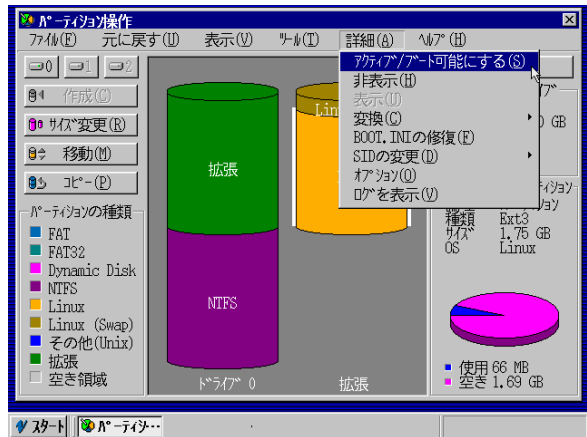 ﾊﾟｰﾃｨｼｮﾝ操作
ﾌｧｲﾙ(F) 元に戻す(U) 表示(V) ﾂｰﾙ(T) 詳細(A) ﾍﾙﾌﾟ(H)
0 1 2
作成(C)
ｻｲｽﾞ変更(R)
移動(M)
ｺﾋﾟｰ(P)
ﾊﾟｰﾃｨｼｮﾝの種類
FAT
FAT32
Dynamic Disk
NTFS
Linux
Linux (Swap)
その他(Unix)
拡張
空き領域
拡張
NTFS
ﾄﾞﾗｲﾌﾞ 0
拡張
ｱｸﾃｨﾌﾞ/ﾌﾞｰﾄ可能にする(S)
非表示(H)
表示(U)
変換(C)
BOOT.INIの修復(F)
SIDの変更(D)
ｵﾌﾟｼｮﾝ(O)
ﾛｸﾞを表示(V)
GB
種類 Ext3
ｻｲｽﾞ 1.75 GB
OS Linux
使用 66 MB
空き 1.69 GB
ｽﾀｰﾄ ﾊﾟｰﾃｨｼ･･･